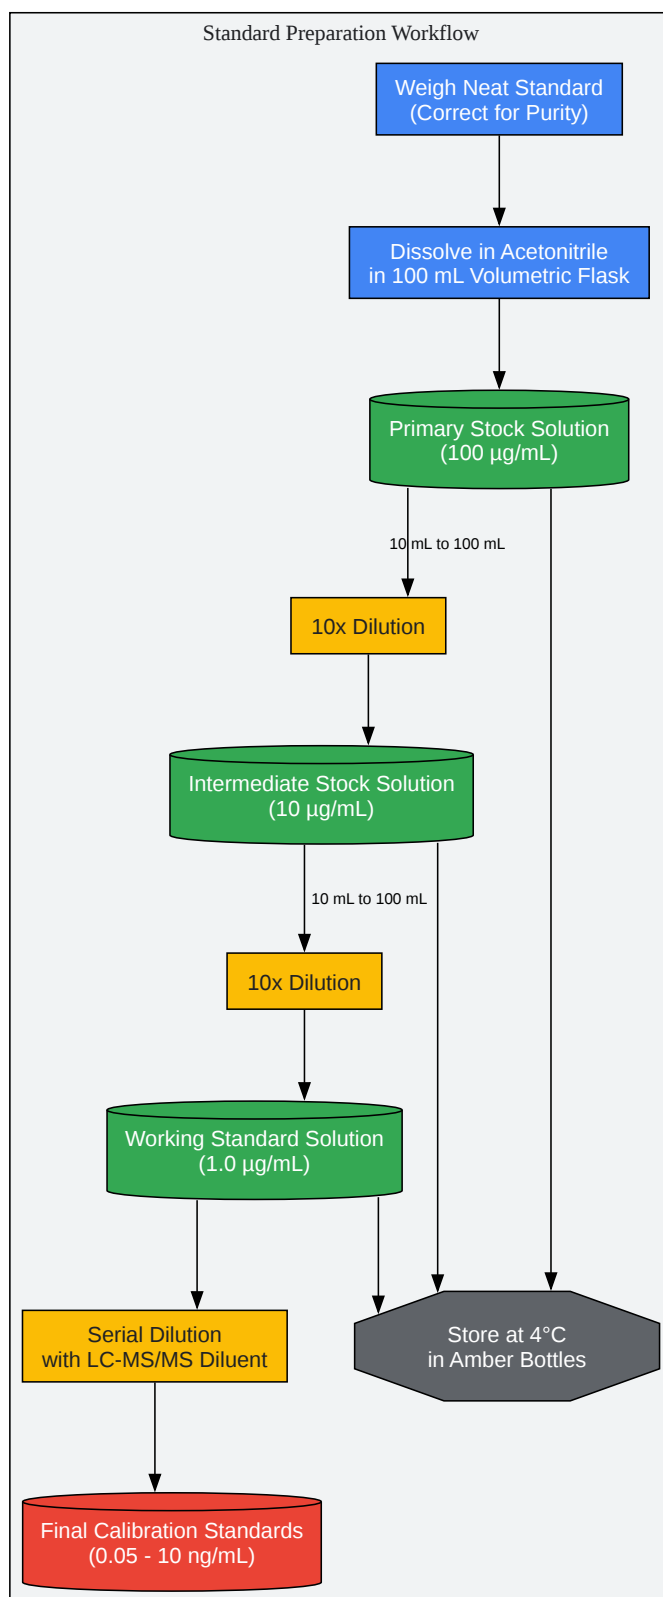 Standard Preparation Workflow
Weigh Neat Standard
(Correct for Purity)
Dissolve in Acetonitrile
in 100 mL Volumetric Flask
Primary Stock Solution
(100 µg/mL)
10 mL to 100 mL
10x Dilution
Intermediate Stock Solution
(10 µg/mL)
10 mL to 100 mL
10x Dilution
Working Standard Solution
(1.0 µg/mL)
Serial Dilution
with LC-MS/MS Diluent
Store at 4°C
in Amber Bottles
Final Calibration Standards
(0.05 - 10 ng/mL)